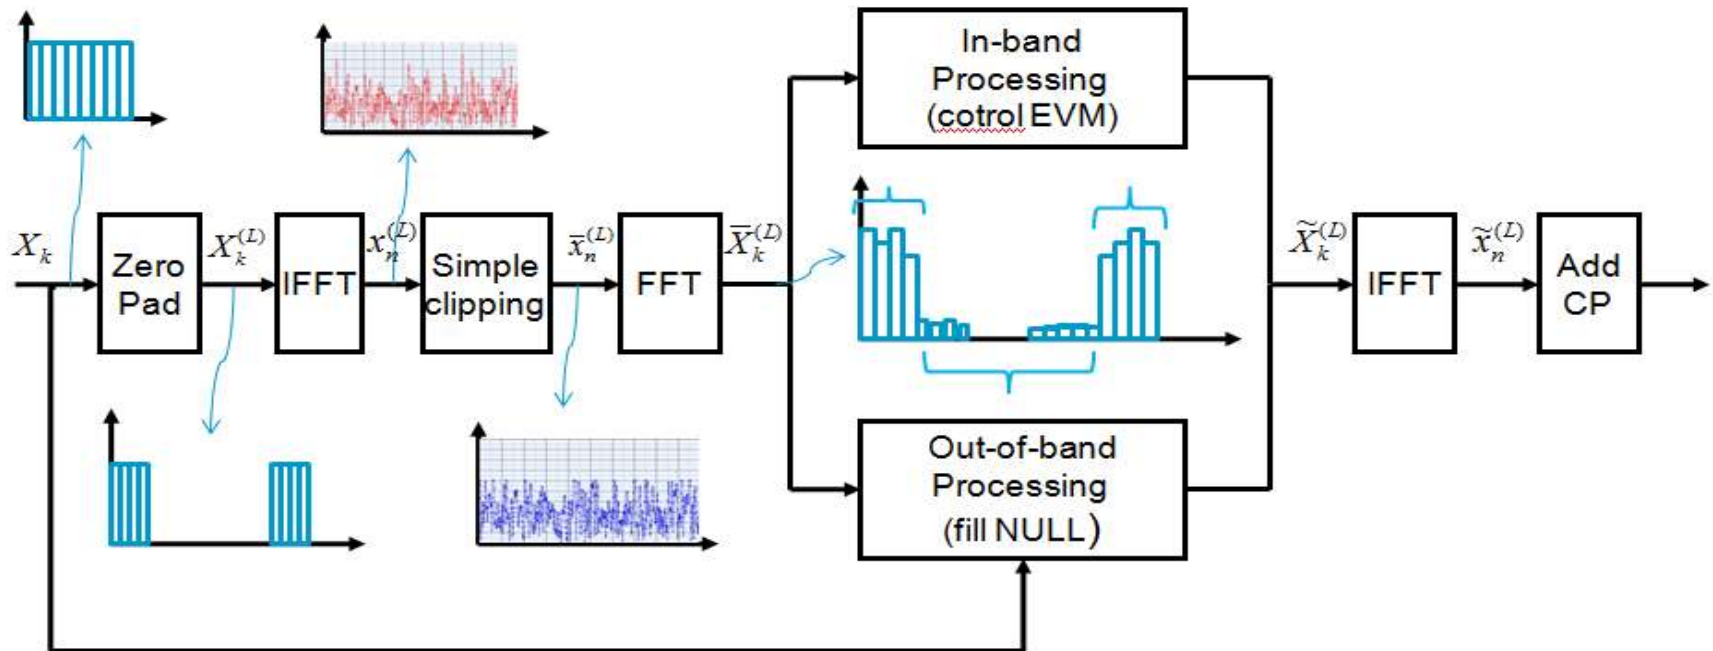 In-band
Processing
(cotrol EVM)
X_k
Zero
Pad
X_k^{(L)}
IFFT
x_n^{(L)}
Simple
clipping
x̄_n^{(L)}
FFT
X̄_k^{(L)}
X̃_k^{(L)}
IFFT
x̃_n^{(L)}
Add
CP
Out-of-band
Processing
(fill NULL)